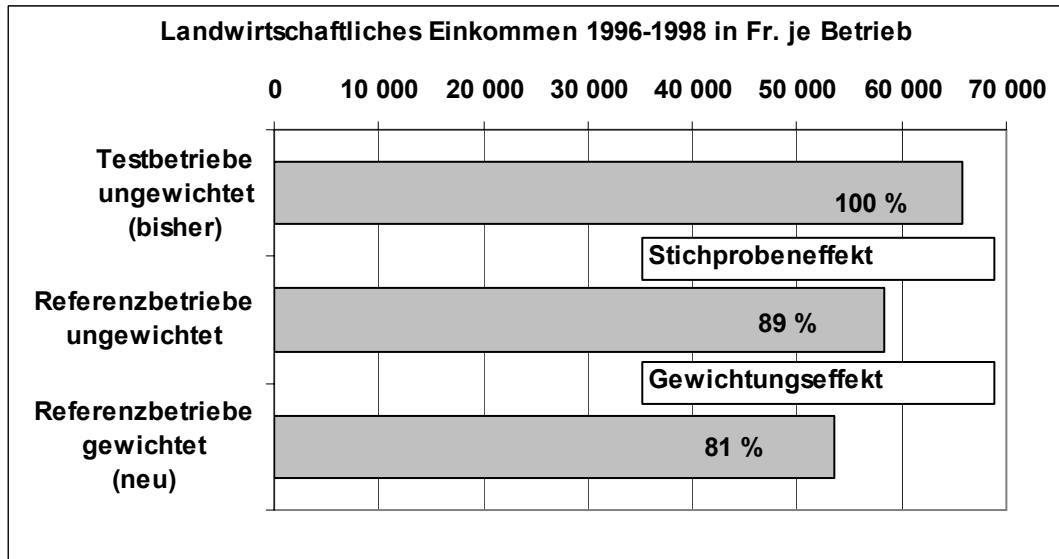 Landwirtschaftliches Einkommen 1996-1998 in Fr. je Betrieb
0 10 000 20 000 30 000 40 000 50 000 60 000 70 000
Testbetriebe
ungewichtet
(bisher)
100 %
Stichprobeneffekt
Referenzbetriebe
ungewichtet
89 %
Gewichtungseffekt
Referenzbetriebe
gewichtet
(neu)
81 %